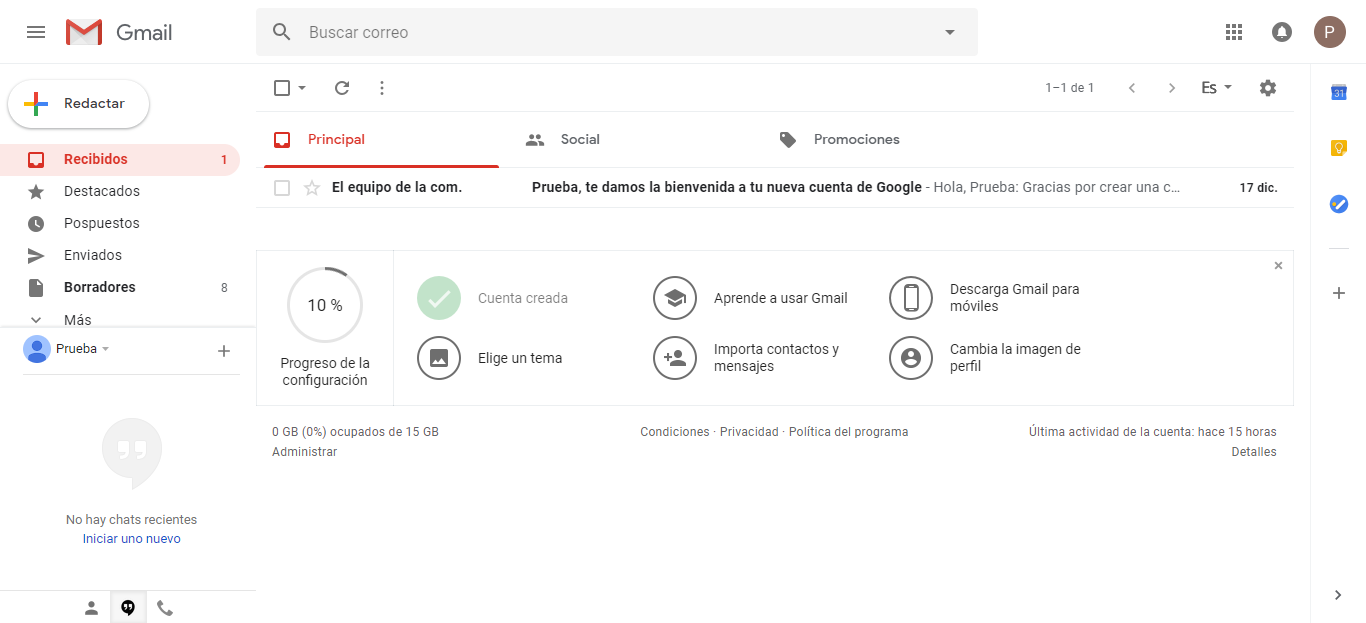 Gmail
Buscar correo
P
Redactar
1–1 de 1
Es
31
Recibidos 1
Destacados
Pospuestos
Enviados
Borradores 8
Más
Prueba
No hay chats recientes
Iniciar uno nuevo
Principal
Social
Promociones
El equipo de la com. Prueba, te damos la bienvenida a tu nueva cuenta de Google - Hola, Prueba: Gracias por crear una c… 17 dic.
10 %
Progreso de la
configuración
Cuenta creada
Aprende a usar Gmail
Descarga Gmail para
móviles
Elige un tema
Importa contactos y
mensajes
Cambia la imagen de
perfil
0 GB (0%) ocupados de 15 GB
Administrar
Condiciones · Privacidad · Política del programa
Última actividad de la cuenta: hace 15 horas
Detalles